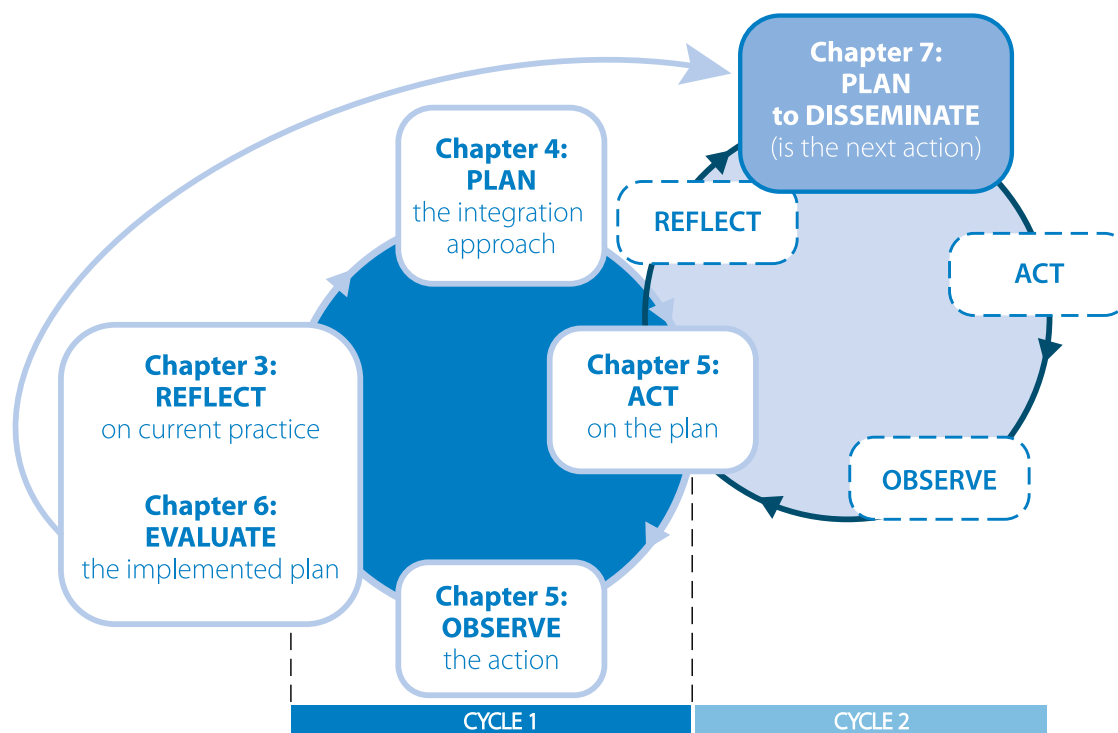 Chapter 7:
PLAN
to DISSEMINATE
(is the next action)
Chapter 4:
PLAN
the integration
approach
REFLECT
ACT
Chapter 3:
REFLECT
on current practice
Chapter 5:
ACT
on the plan
OBSERVE
Chapter 6:
EVALUATE
the implemented plan
Chapter 5:
OBSERVE
the action
CYCLE 1
CYCLE 2